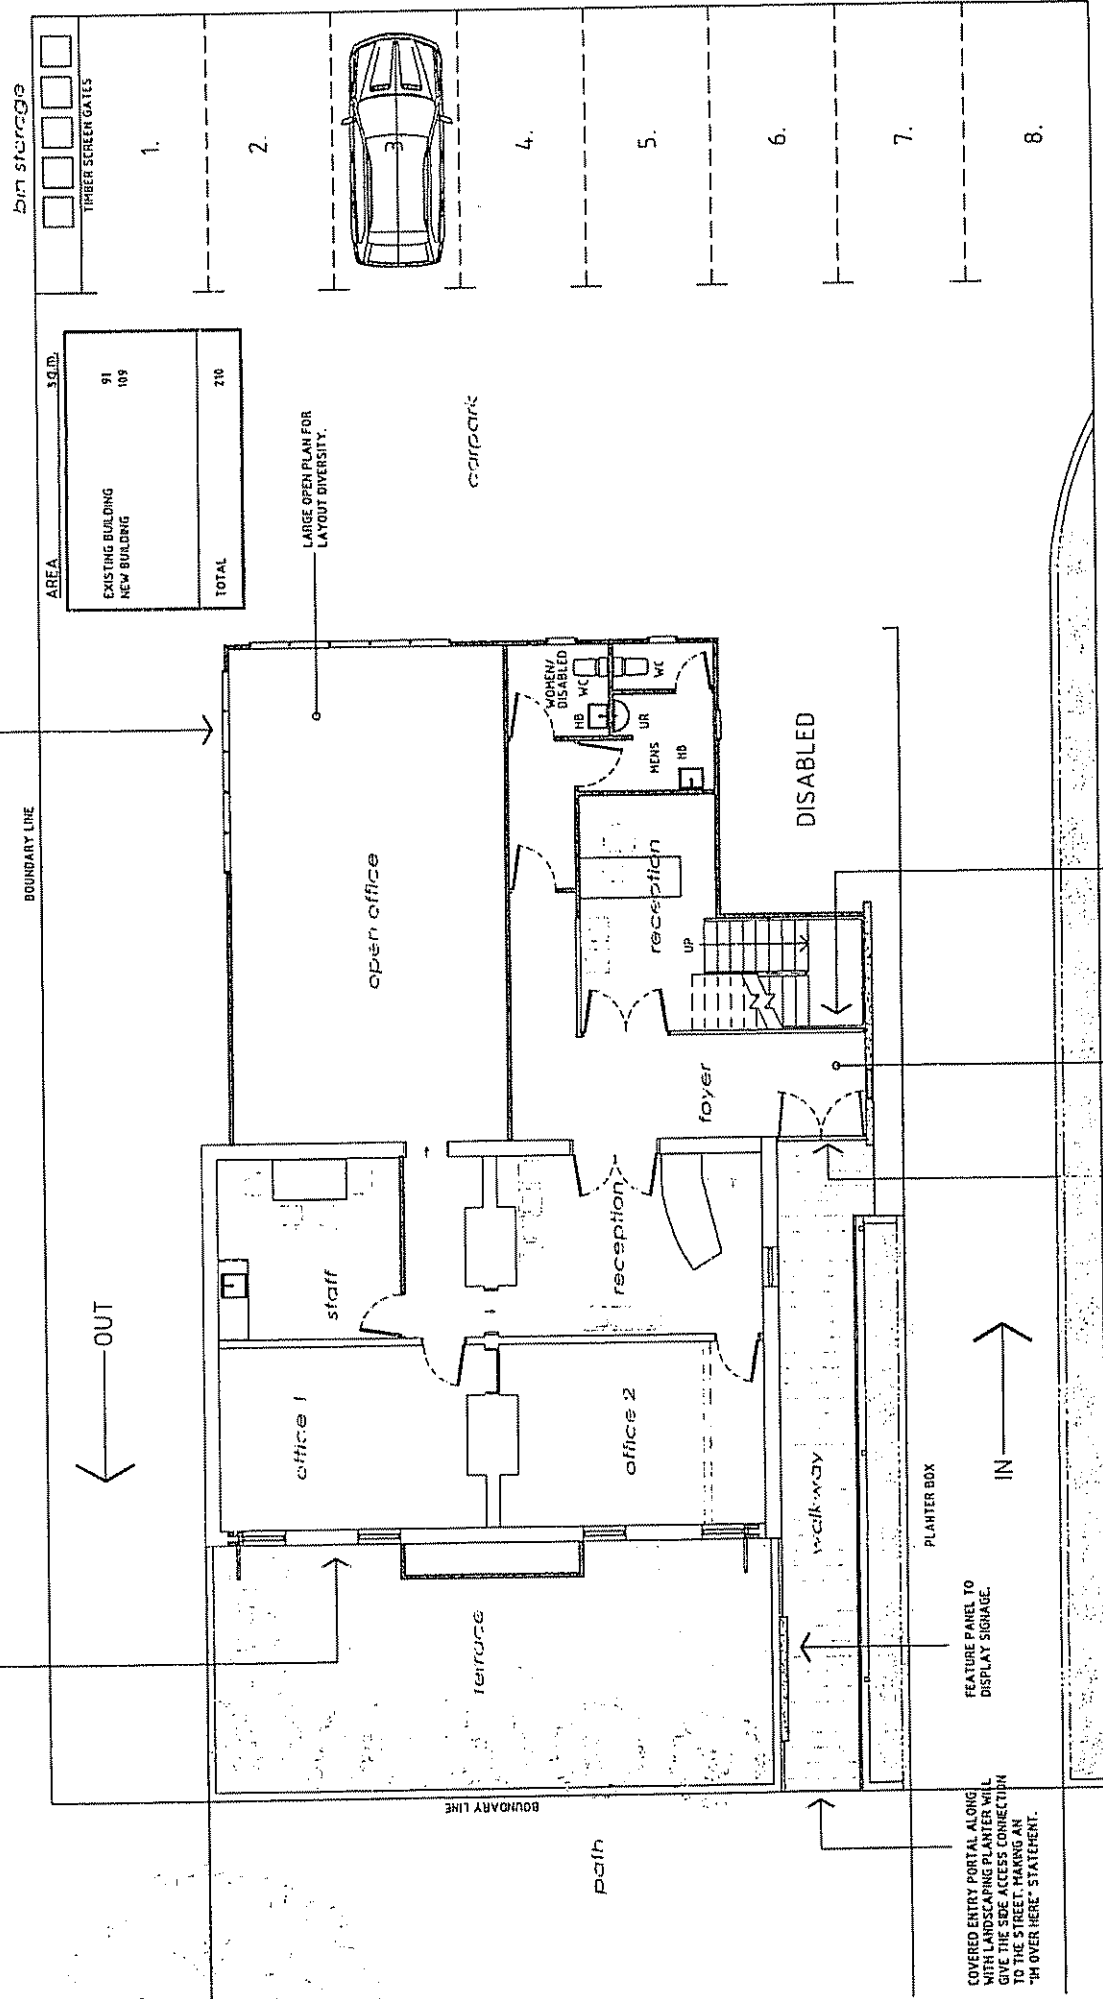 bin storage
TIMBER SCREEN GATES
1.
2.
3
4.
5.
6.
7.
8.
AREA s.q.m.
EXISTING BUILDING 91
NEW BUILDING 109
TOTAL 210
LARGE OPEN PLAN FOR
LAYOUT DIVERSITY.
carpark
BOUNDARY LINE
open office
WOMEN/
DISABLED
WC
HB
WC
UR
MENS
HB
reception
UP
DISABLED
foyer
OUT
staff
reception
office 1
office 2
walkway
IN
PLANTER BOX
terrace
FEATURE PANEL TO
DISPLAY SIGNAGE.
BOUNDARY LINE
path
COVERED ENTRY PORTAL ALONG
WITH LANDSCAPING PLANTER WILL
GIVE THE SIDE ACCESS CONNECTION
TO THE STREET. MAKING AN
"IM OVER HERE" STATEMENT.